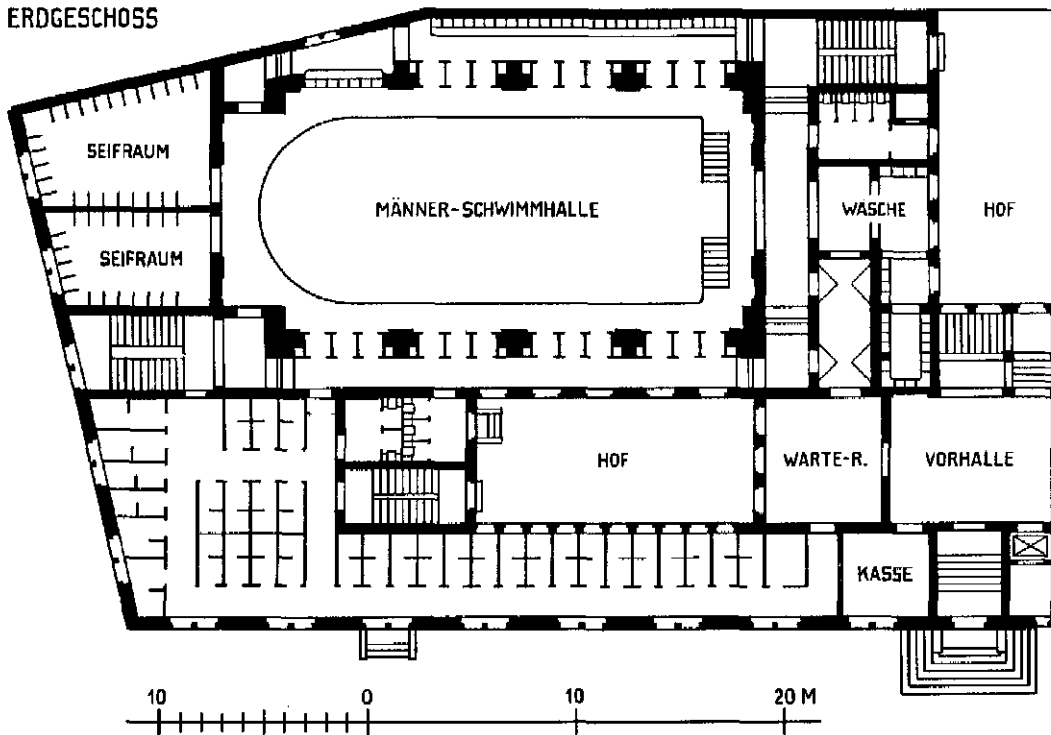 ERDGESCHOSS
SEIFRAUM
MÄNNER-SCHWIMMHALLE
WÄSCHE
HOF
SEIFRAUM
HOF
WARTE-R.
VORHALLE
KASSE
10 0 10 20 M